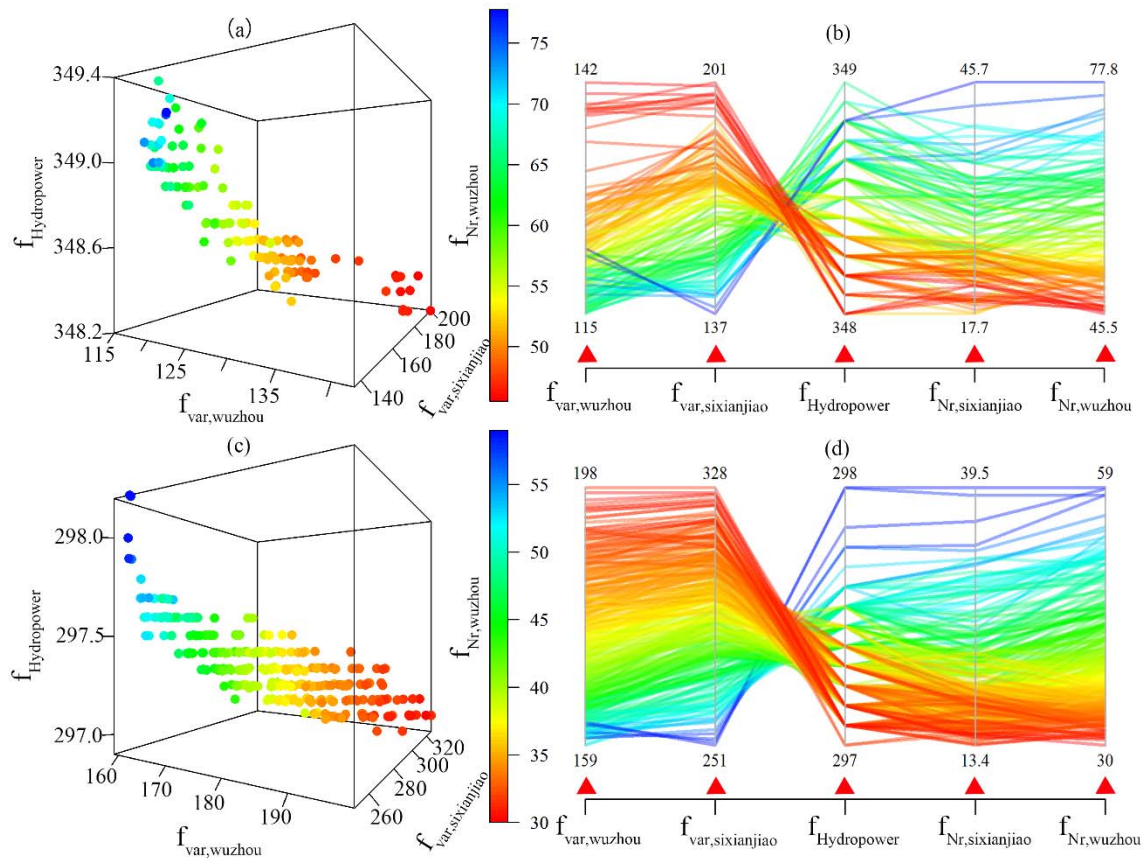 (a)
f_Hydropower
349.4
349.0
348.6
348.2
115
125
135
f_var,wuzhou
140
160
180
200
f_var,sixianjiao
f_Nr,wuzhou
75
70
65
60
55
50
(b)
142 201 349 45.7 77.8
115 137 348 17.7 45.5
f_var,wuzhou f_var,sixianjiao f_Hydropower f_Nr,sixianjiao f_Nr,wuzhou
(c)
f_Hydropower
298.0
297.5
297.0
160
170
180
190
f_var,wuzhou
260
280
300
320
f_var,sixianjiao
f_Nr,wuzhou
55
50
45
40
35
30
(d)
198 328 298 39.5 59
159 251 297 13.4 30
f_var,wuzhou f_var,sixianjiao f_Hydropower f_Nr,sixianjiao f_Nr,wuzhou